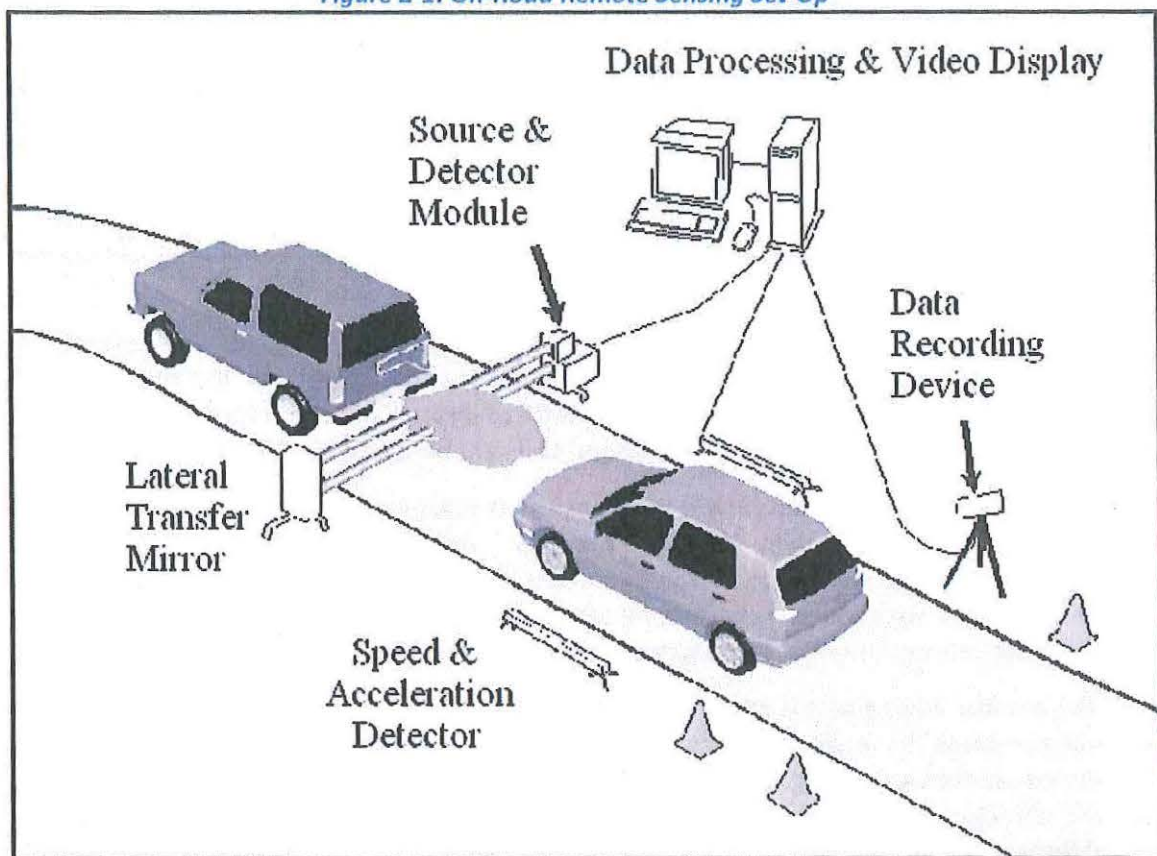 Data Processing & Video Display
Source &
Detector
Module
Data
Recording
Device
Lateral
Transfer
Mirror
Speed &
Acceleration
Detector